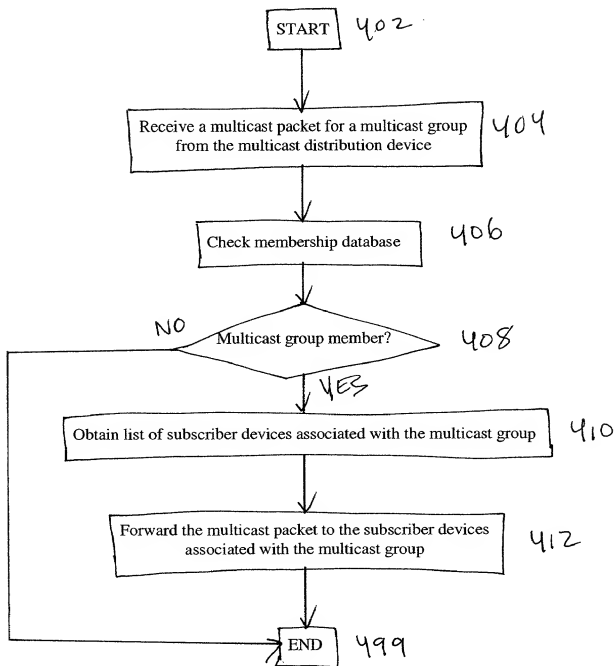 START 402
Receive a multicast packet for a multicast group 404
from the multicast distribution device
Check membership database 406
NO
Multicast group member? 408
YES
Obtain list of subscriber devices associated with the multicast group 410
Forward the multicast packet to the subscriber devices 412
associated with the multicast group
END 499